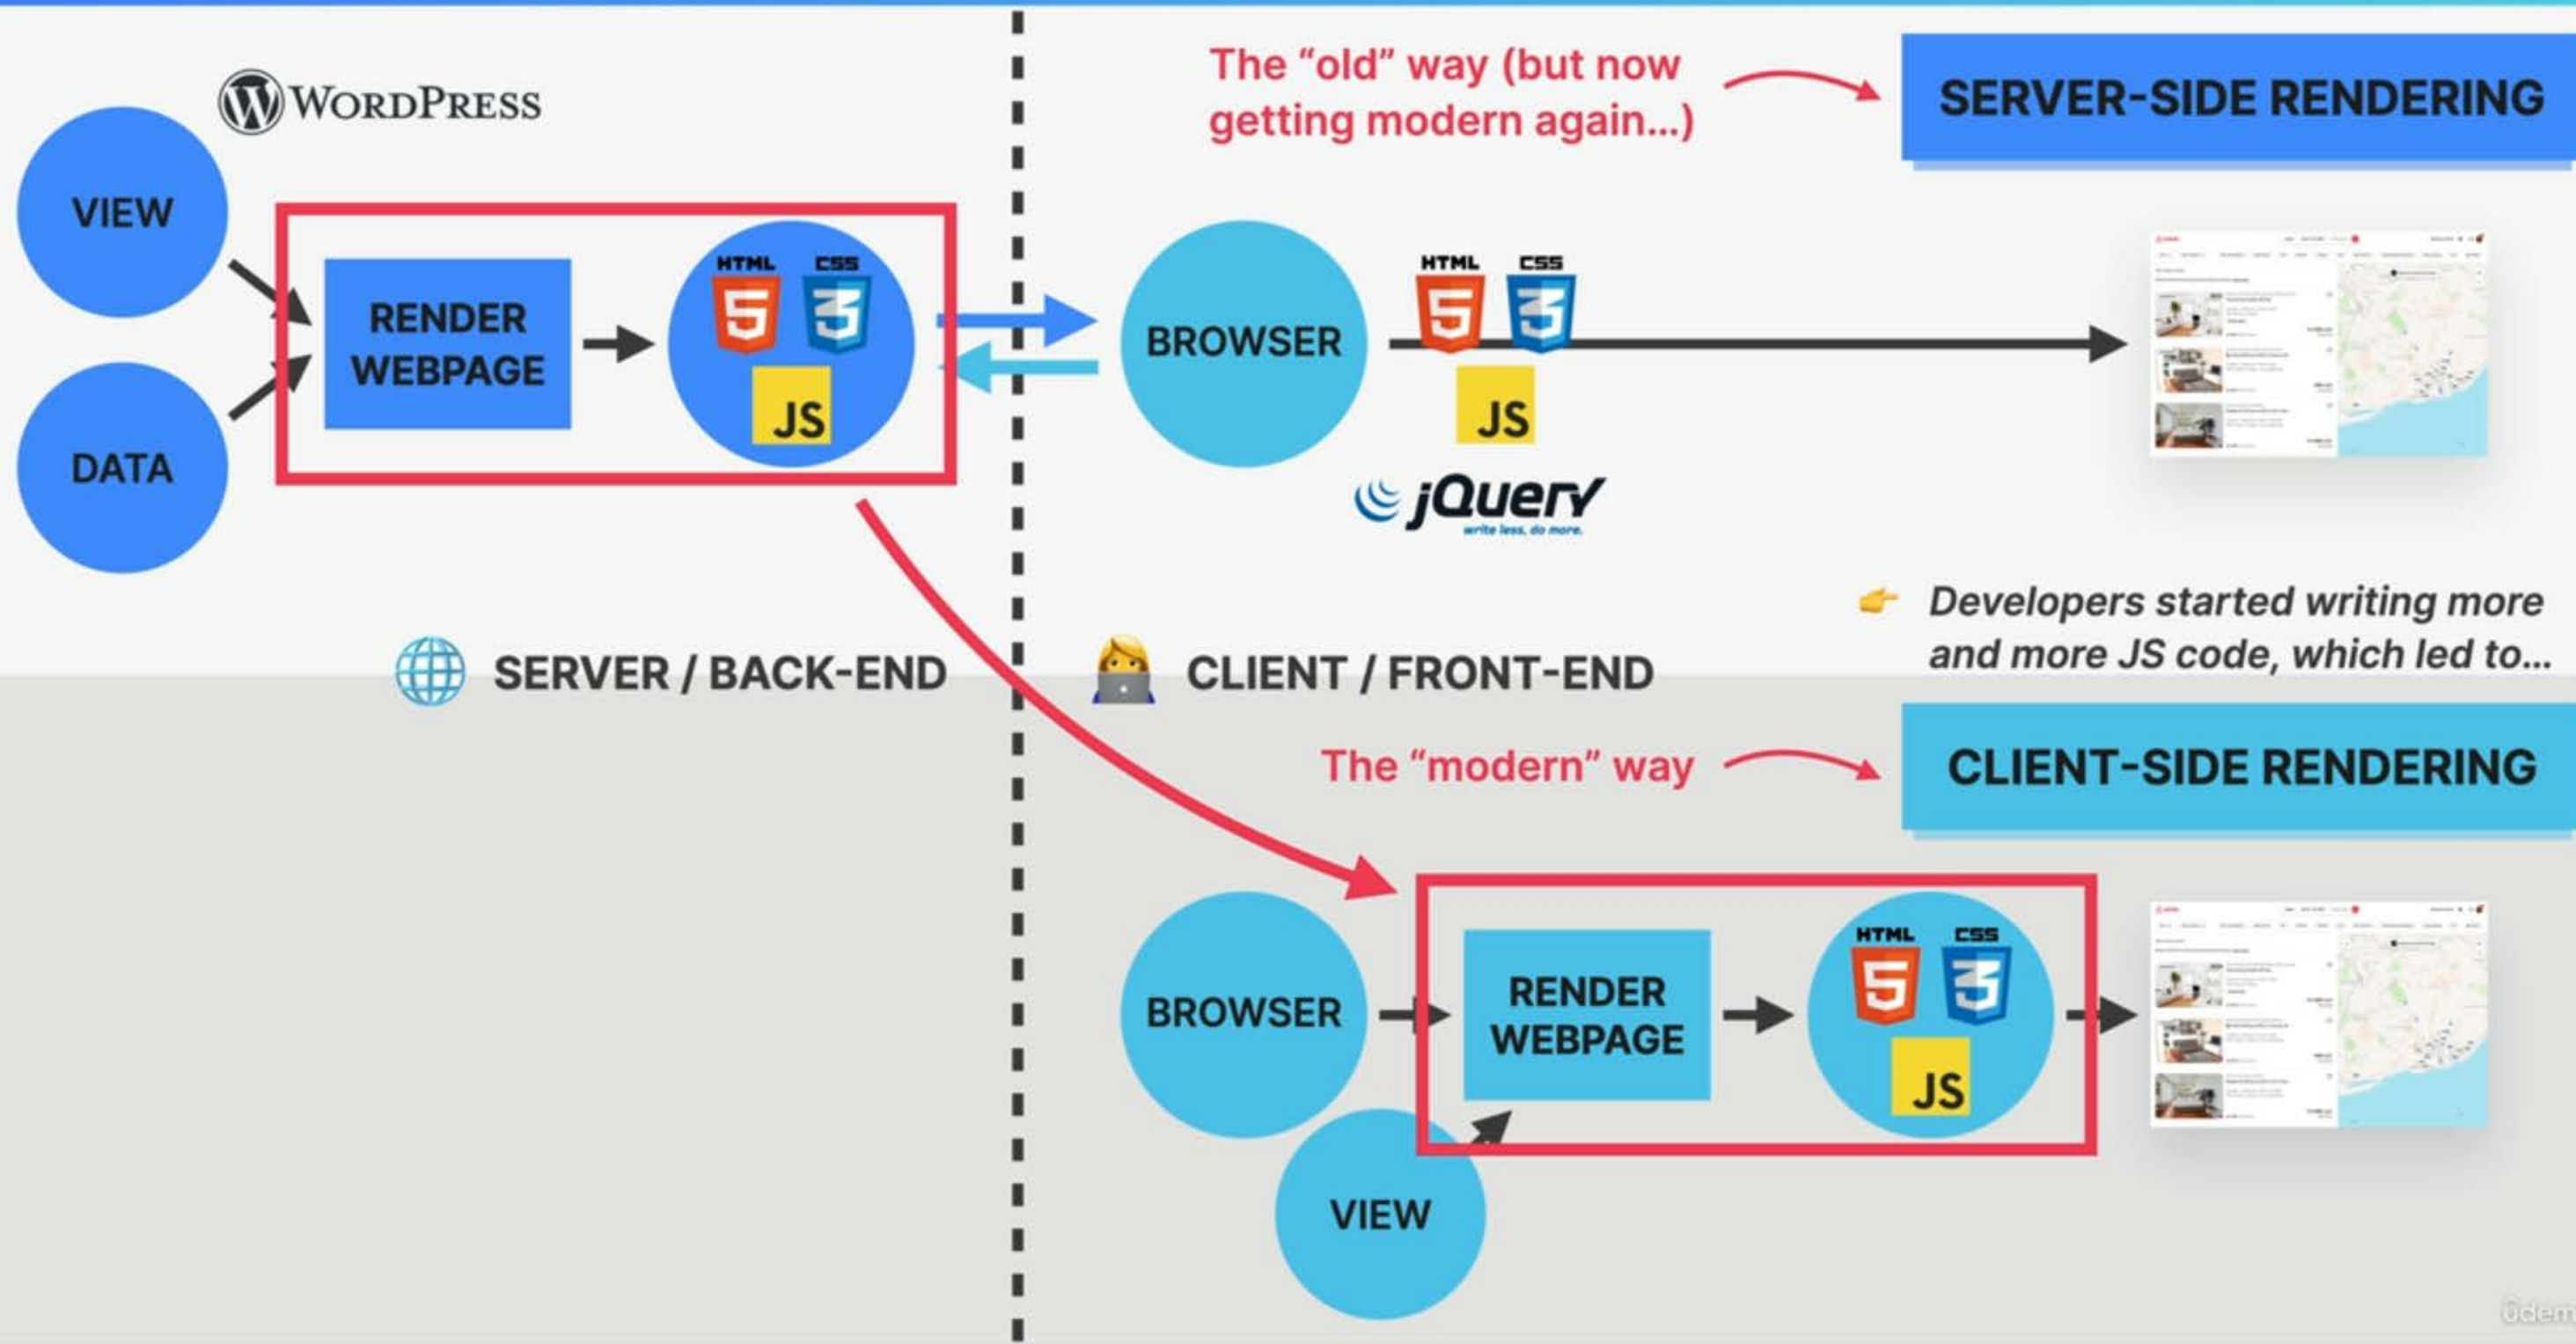 WORDPRESS
The “old” way (but now
getting modern again...)
SERVER-SIDE RENDERING
VIEW
DATA
RENDER
WEBPAGE
HTML
CSS
JS
BROWSER
HTML
CSS
JS
jQuery
write less, do more.
👉 Developers started writing more
and more JS code, which led to...
SERVER / BACK-END
CLIENT / FRONT-END
The “modern” way
CLIENT-SIDE RENDERING
BROWSER
RENDER
WEBPAGE
HTML
CSS
JS
VIEW